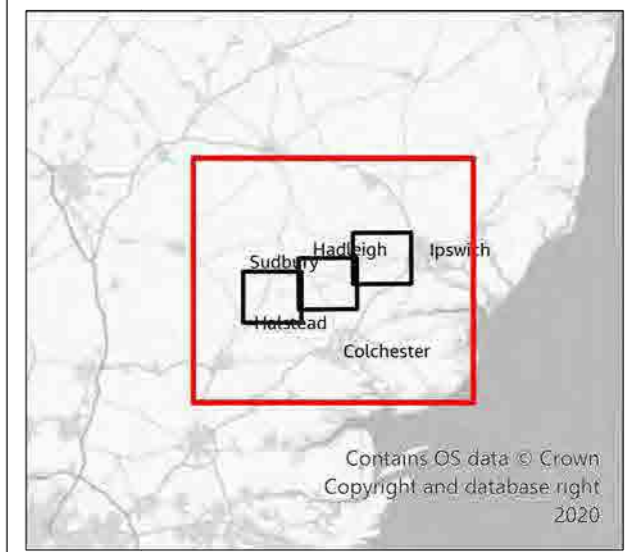 Hadleigh
Ipswich
Sudbury
Halstead
Colchester
Contains OS data © Crown
Copyright and database right
2020